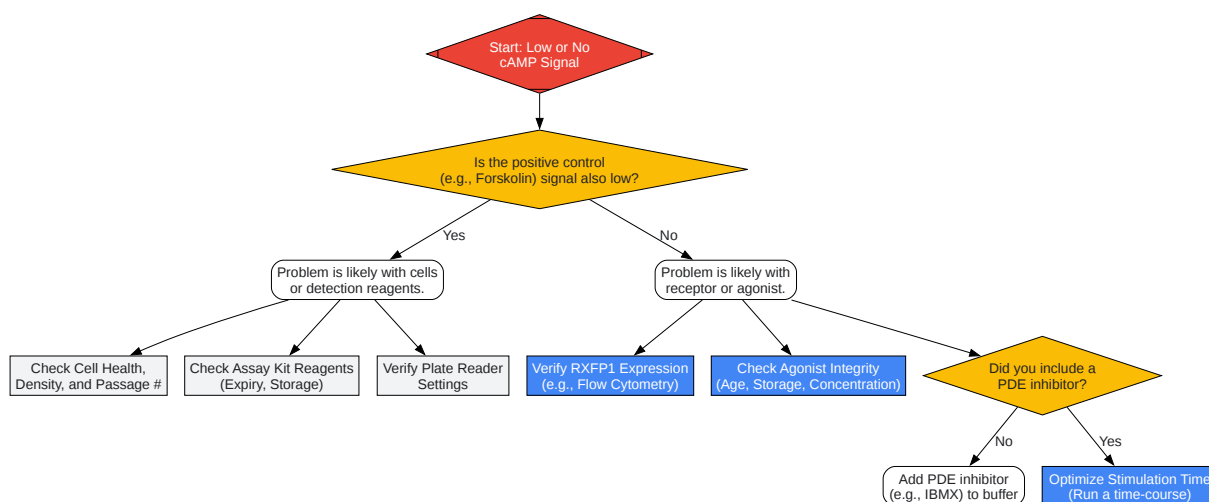 Start: Low or No
cAMP Signal
Is the positive control
(e.g., Forskolin) signal also low?
Yes
No
Problem is likely with cells
or detection reagents.
Problem is likely with
receptor or agonist.
Check Cell Health,
Density, and Passage #
Check Assay Kit Reagents
(Expiry, Storage)
Verify Plate Reader
Settings
Verify RXFP1 Expression
(e.g., Flow Cytometry)
Check Agonist Integrity
(Age, Storage, Concentration)
Did you include a
PDE inhibitor?
No
Yes
Add PDE inhibitor
(e.g., IBMX) to buffer
Optimize Stimulation Time
(Run a time-course)